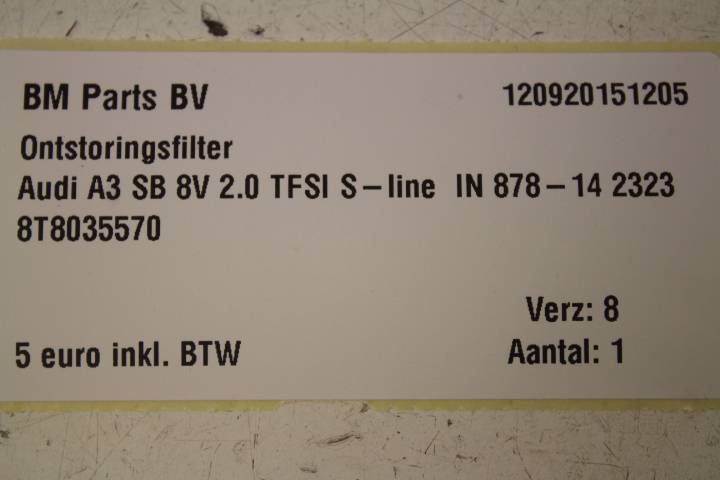 BM Parts BV 120920151205
Ontstoringsfilter
Audi A3 SB 8V 2.0 TFSI S-line IN 878-14 2323
8T8035570
Verz: 8
5 euro inkl. BTW Aantal: 1